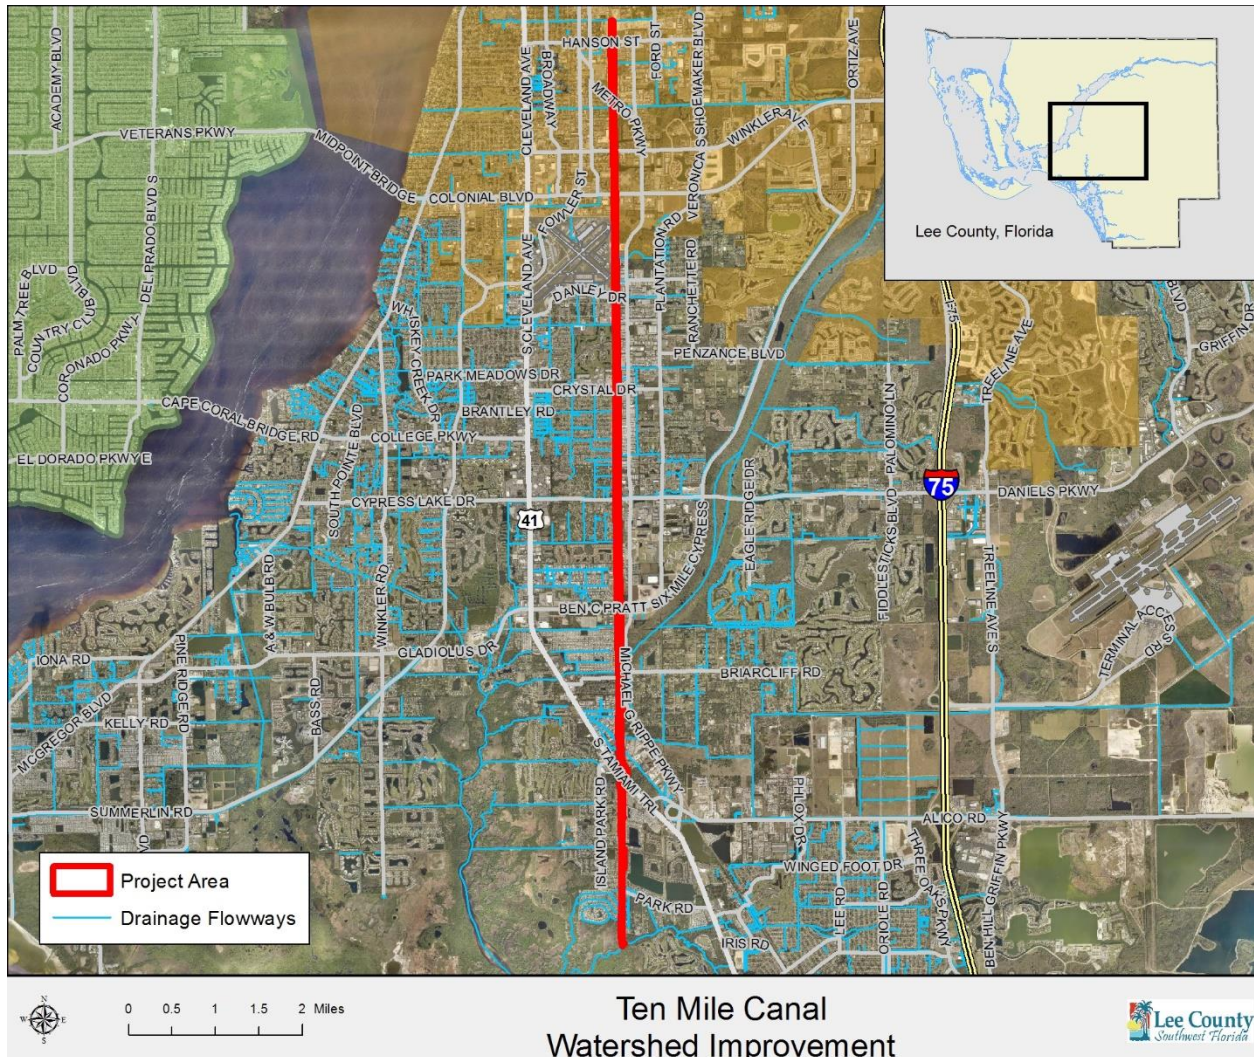 HANSON ST
FORD ST
VERONICA SHOEMAKER BLVD
ORTIZ AVE
ACADEMY BLVD
CLEVELAND AVE
BROADWAY
METRO PKWY
WINKLER AVE
VETERANS PKWY
MIDPOINT BRIDGE
DEL PRADO BLVD S
COLONIAL BLVD
FOWLER ST
PLANTATION RD
RANCHETTE RD
Lee County, Florida
PALM TREE BLVD
COUNTRY CLUB BLVD
CORONADO PKWY
WHISKEY CREEK DR
S CLEVELAND AVE
DANLEY DR
I-75
TREELINE AVE
BLVD
GRIFFIN DR
PENZANCE BLVD
PARK MEADOWS DR
CRYSTAL DR
CAPE CORAL BRIDGE RD
BRANTLEY RD
COLLEGE PKWY
PALOMINO LN
EL DORADO PKWY E
SOUTH POINTE BLVD
CYPRESS LAKE DR
EAGLE RIDGE DR
75
DANIELS PKWY
41
FIDDLESTICKS BLVD
A & W BULB RD
WINKLER RD
BEN C PRATT SIX MILE CYPRESS
TREELINE AVE S
TERMINAL ACCESS RD
IONA RD
PINE RIDGE RD
GLADIOLUS DR
BASS RD
MICHAEL G RIPPE PKWY
BRIARCLIFF RD
MCGREGOR BLVD
KELLY RD
S TAMIAMI TRL
SUMMERLIN RD
ISLAND PARK RD
PHLOX DR
ALICO RD
VD
WINGED FOOT DR
THREE OAKS PKWY
BEN HILL GRIFFIN PKWY
PARK RD
LEE RD
ORIOLE RD
IRIS RD
Project Area
Drainage Flowways
N
W E
S
0 0.5 1 1.5 2 Miles
Ten Mile Canal
Watershed Improvement
Lee County
Southwest Florida